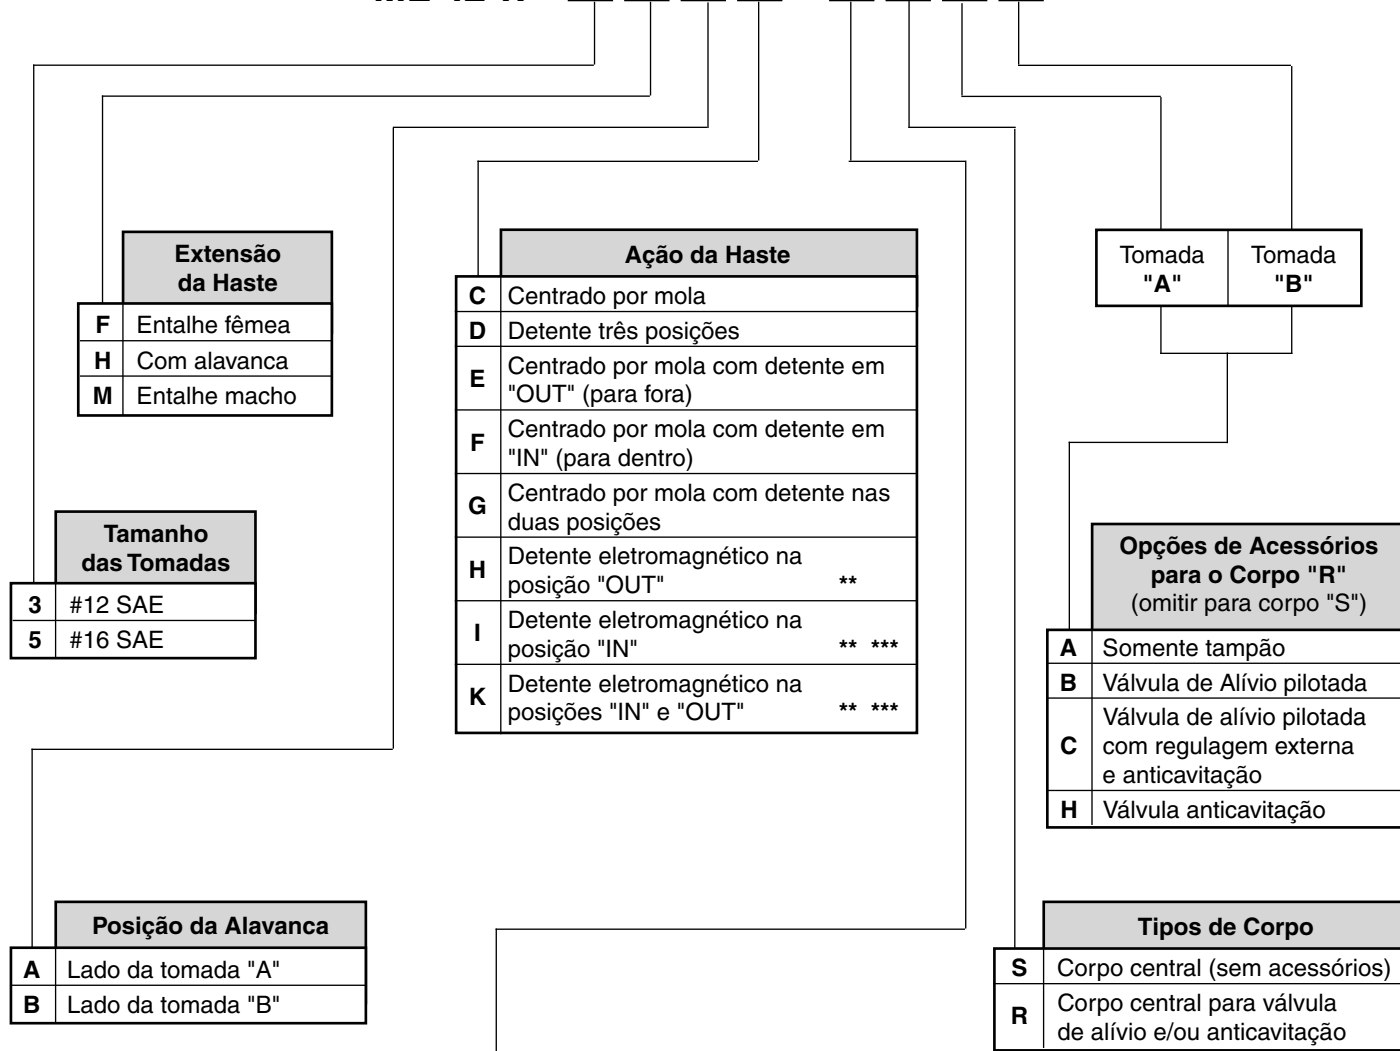 Extensão
da Haste
F Entalhe fêmea
H Com alavanca
M Entalhe macho
Tamanho
das Tomadas
3 #12 SAE
5 #16 SAE
Posição da Alavanca
A Lado da tomada "A"
B Lado da tomada "B"
Ação da Haste
C Centrado por mola
D Detente três posições
E Centrado por mola com detente em
"OUT" (para fora)
F Centrado por mola com detente em
"IN" (para dentro)
G Centrado por mola com detente nas
duas posições
H Detente eletromagnético na
posição "OUT" **
I Detente eletromagnético na
posição "IN" ** ***
K Detente eletromagnético na
posições "IN" e "OUT" ** ***
Tomada
"A"
Tomada
"B"
Opções de Acessórios
para o Corpo "R"
(omitir para corpo "S")
A Somente tampão
B Válvula de Alívio pilotada
C Válvula de alívio pilotada
com regulagem externa
e anticavitação
H Válvula anticavitação
Tipos de Corpo
S Corpo central (sem acessórios)
R Corpo central para válvula
de alívio e/ou anticavitação